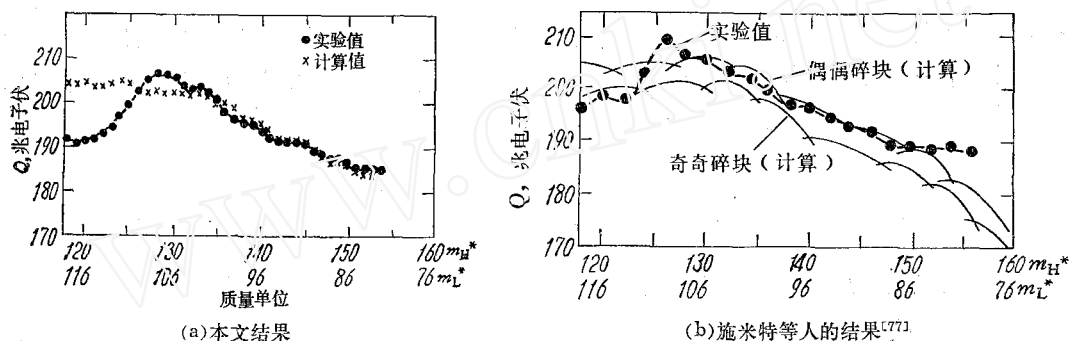 210
200
190
180
170
Q,兆电子伏
●实验值
×计算值
120 130 140 150 160 mH*
116 106 96 86 76 mL*
质量单位
(a)本文结果
210
200
190
180
170
Q, 兆电子伏
实验值
偶偶碎块(计算)
奇奇碎块(计算)
120 130 140 150 160 mH*
116 106 96 86 76 mL*
(b)施米特等人的结果[77]
www.cnki.net